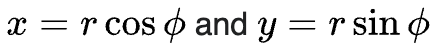 x = r cos ϕ and y = r sin ϕ